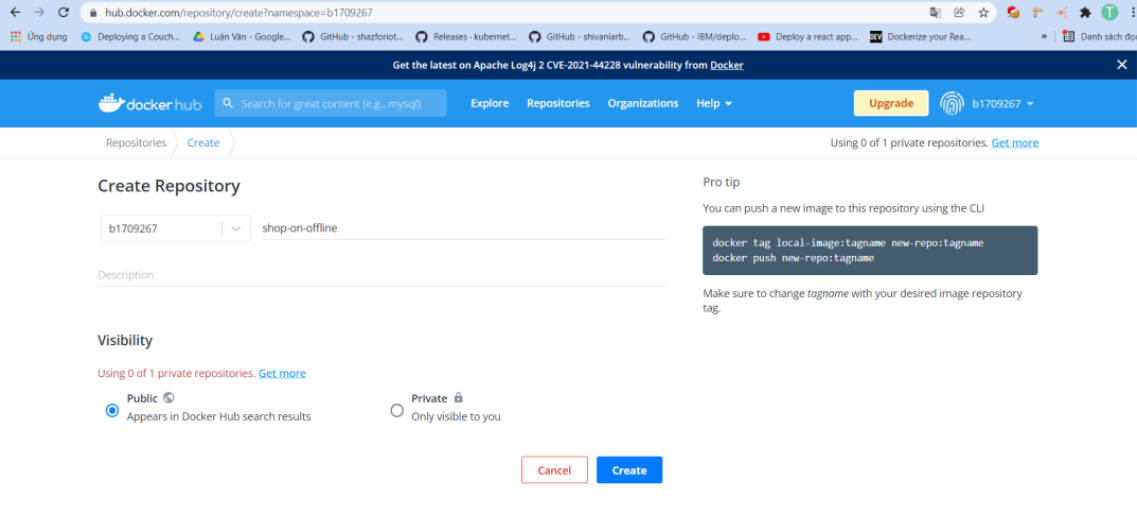 hub.docker.com/repository/create?namespace=b1709267
T
Ứng dụng Deploying a Couch... Luận Văn - Google... GitHub - shazforiot... Releases · kubernet... GitHub - shivaniarb... GitHub - IBM/deplo... Deploy a react app... DEV Dockerize your Rea... » Danh sách đọc
Get the latest on Apache Log4j 2 CVE-2021-44228 vulnerability from Docker
dockerhub Search for great content (e.g., mysql) Explore Repositories Organizations Help Upgrade b1709267
Repositories Create Using 0 of 1 private repositories. Get more
Create Repository
b1709267 shop-on-offline
Description
Pro tip
You can push a new image to this repository using the CLI
docker tag local-image:tagname new-repo:tagname
docker push new-repo:tagname
Make sure to change tagname with your desired image repository
tag.
Visibility
Using 0 of 1 private repositories. Get more
Public
Appears in Docker Hub search results
Private
Only visible to you
Cancel Create